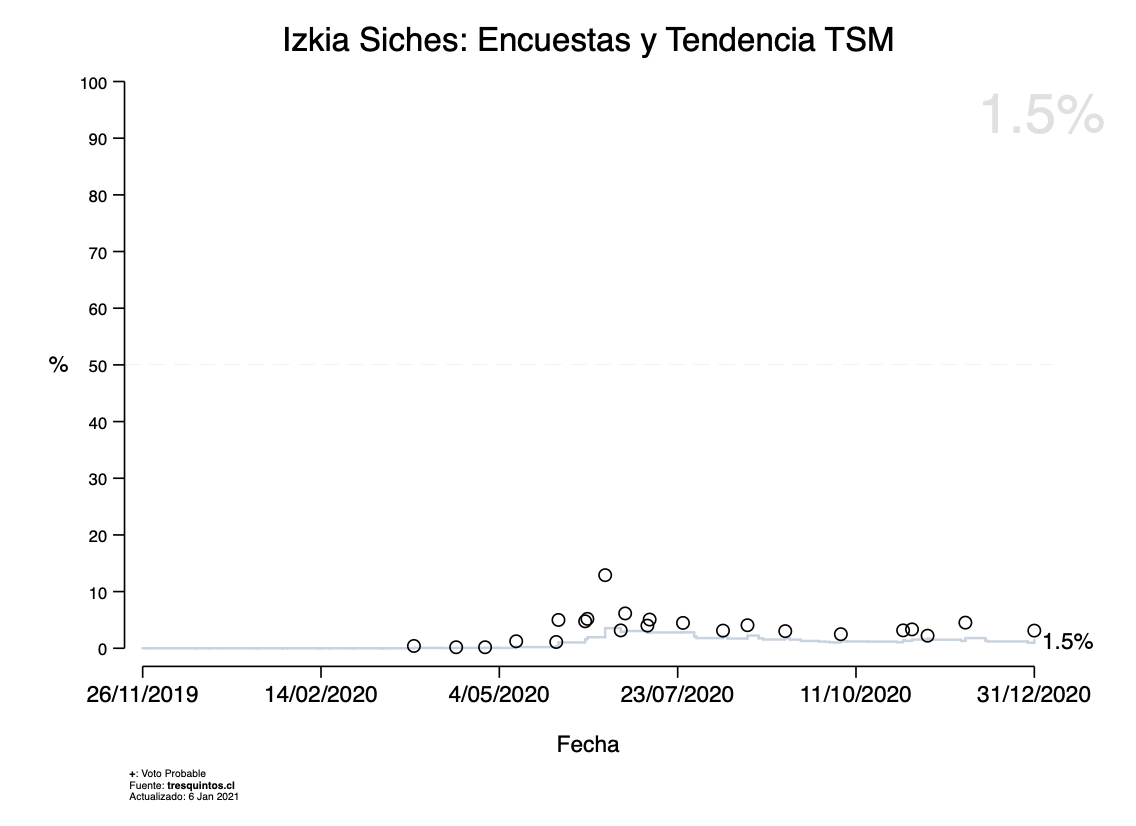 Izkia Siches: Encuestas y Tendencia TSM
1.5%
100
90
80
70
60
% 50
40
30
20
10
0
1.5%
26/11/2019 14/02/2020 4/05/2020 23/07/2020 11/10/2020 31/12/2020
Fecha
+: Voto Probable
Fuente: tresquintos.cl
Actualizado: 6 Jan 2021